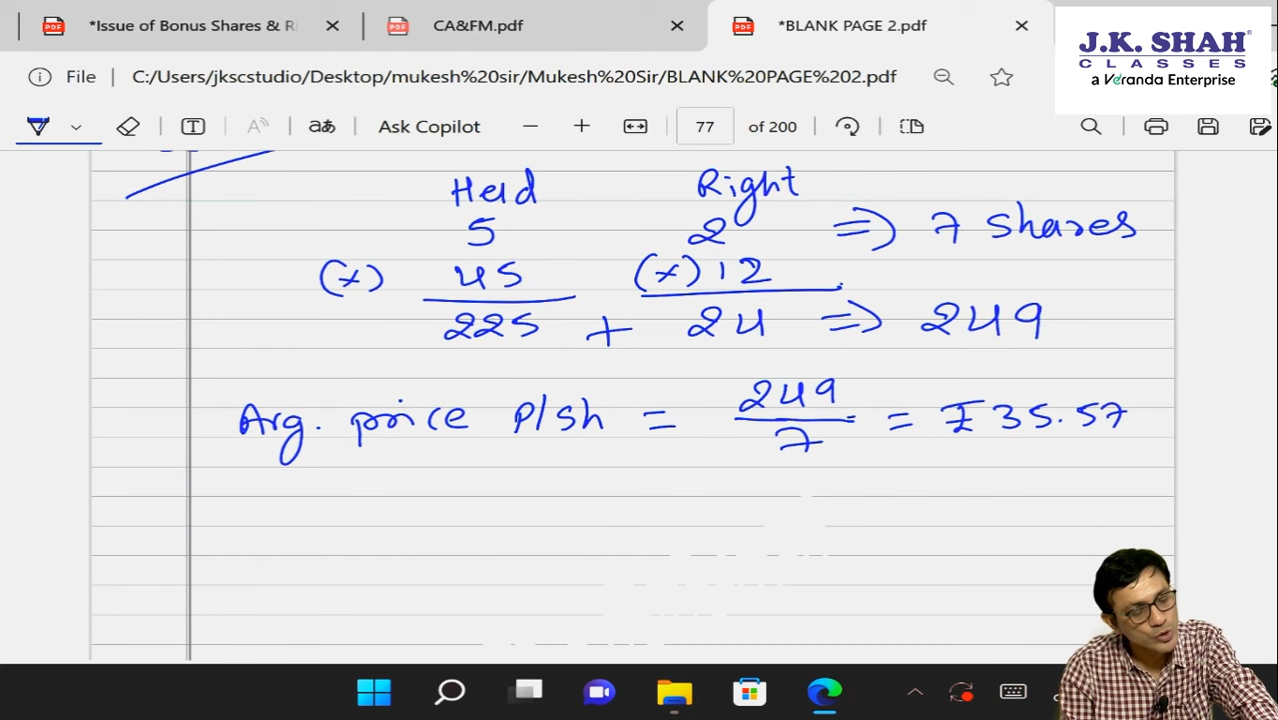 *Issue of Bonus Shares & Ri
CA&FM.pdf
*BLANK PAGE 2.pdf
J.K. SHAH®
CLASSES
a Veranda Enterprise
File
C:/Users/jkscstudio/Desktop/mukesh%20sir/Mukesh%20Sir/BLANK%20PAGE%202.pdf
Ask Copilot
77 of 200
Held Right
5 2 => 7 Shares
(x) 45 (x) 12
225 + 24 => 249
Avg. price P/Sh = 249/7 = ₹35.57